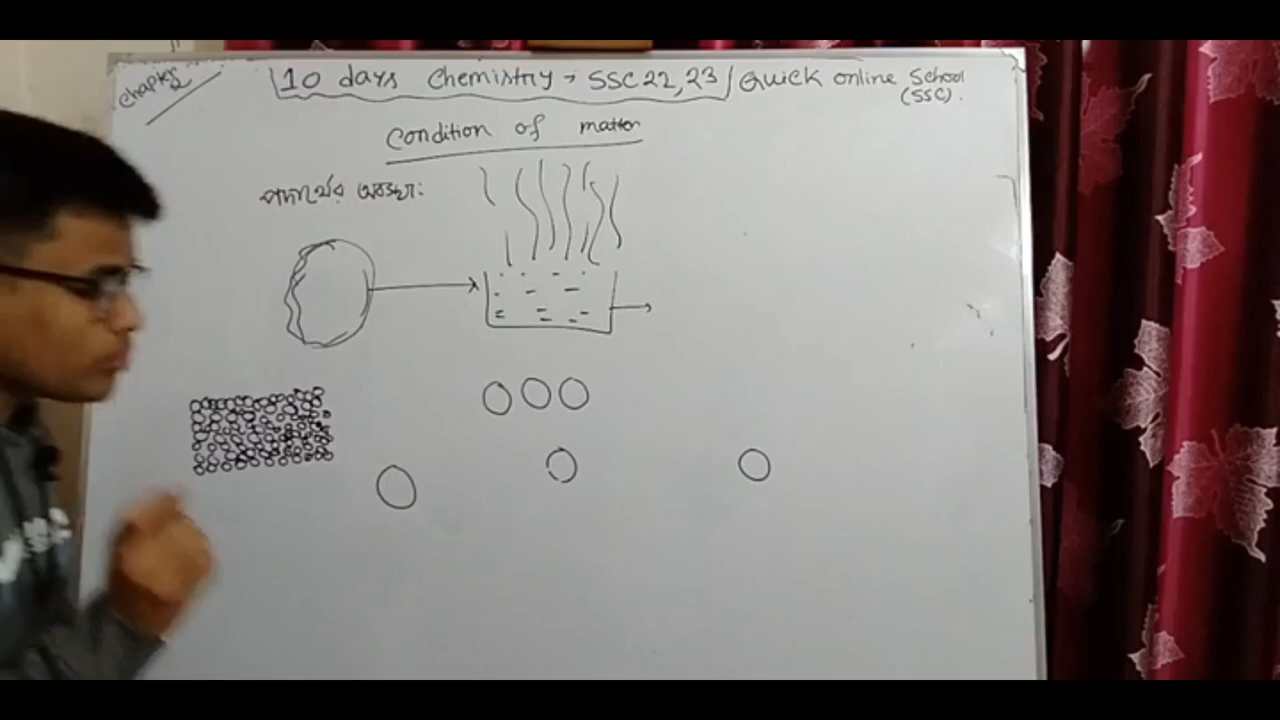 Chapter 2
10 days Chemistry → SSC 22, 23 / Quick online School
(SSC).
Condition of matter
পদার্থের অবস্থা: